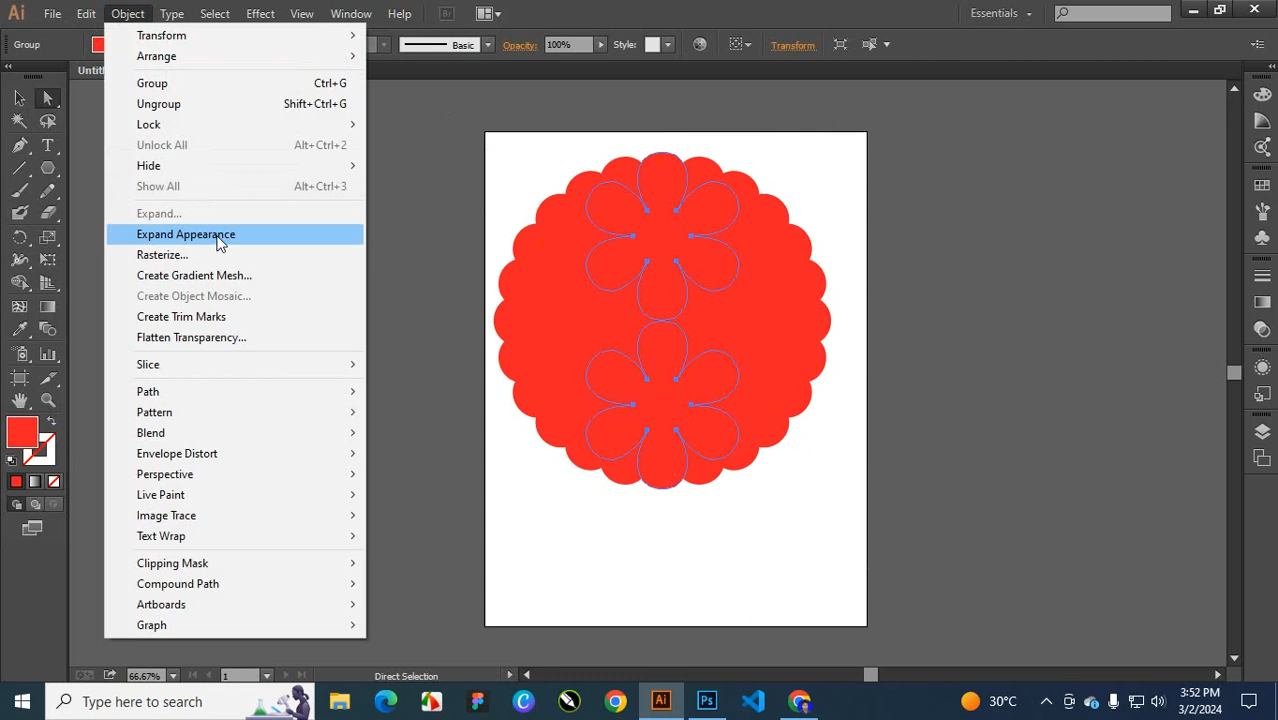 Ai File Edit Object Type Select Effect View Window Help Br Essentials
Group Basic Opacity: 100% Style: Transform
Transform
Arrange
Group Ctrl+G
Ungroup Shift+Ctrl+G
Lock
Unlock All Alt+2
Hide
Show All Alt+Ctrl+3
Expand...
Expand Appearance
Rasterize...
Create Gradient Mesh...
Create Object Mosaic...
Create Trim Marks
Flatten Transparency...
Slice
Path
Pattern
Blend
Envelope Distort
Perspective
Live Paint
Image Trace
Text Wrap
Clipping Mask
Compound Path
Artboards
Graph
66.67% 1 Direct Selection
Type here to search Ai Ps 30°C 3:52 PM
3/2/2024